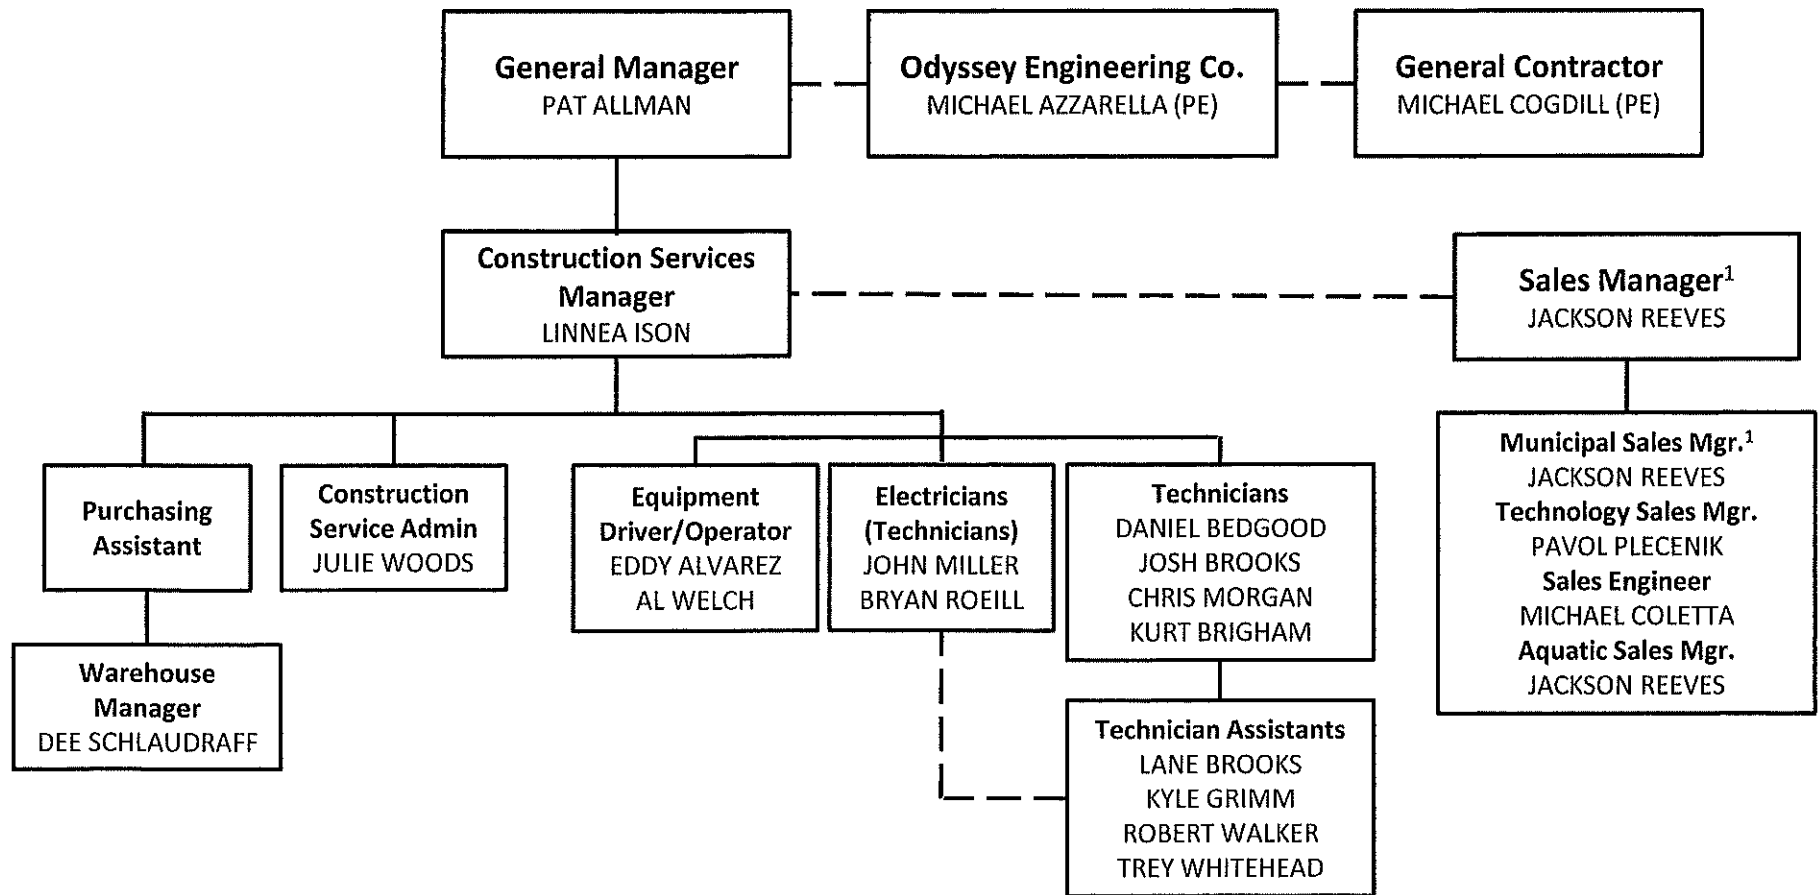 General Manager
PAT ALLMAN
Odyssey Engineering Co.
MICHAEL AZZARELLA (PE)
General Contractor
MICHAEL COGDILL (PE)
Construction Services
Manager
LINNEA ISON
Sales Manager¹
JACKSON REEVES
Purchasing
Assistant
Construction
Service Admin
JULIE WOODS
Equipment
Driver/Operator
EDDY ALVAREZ
AL WELCH
Electricians
(Technicians)
JOHN MILLER
BRYAN ROEILL
Technicians
DANIEL BEDGOOD
JOSH BROOKS
CHRIS MORGAN
KURT BRIGHAM
Municipal Sales Mgr.¹
JACKSON REEVES
Technology Sales Mgr.
PAVOL PLECENIK
Sales Engineer
MICHAEL COLETTA
Aquatic Sales Mgr.
JACKSON REEVES
Warehouse
Manager
DEE SCHLAUDRAFF
Technician Assistants
LANE BROOKS
KYLE GRIMM
ROBERT WALKER
TREY WHITEHEAD